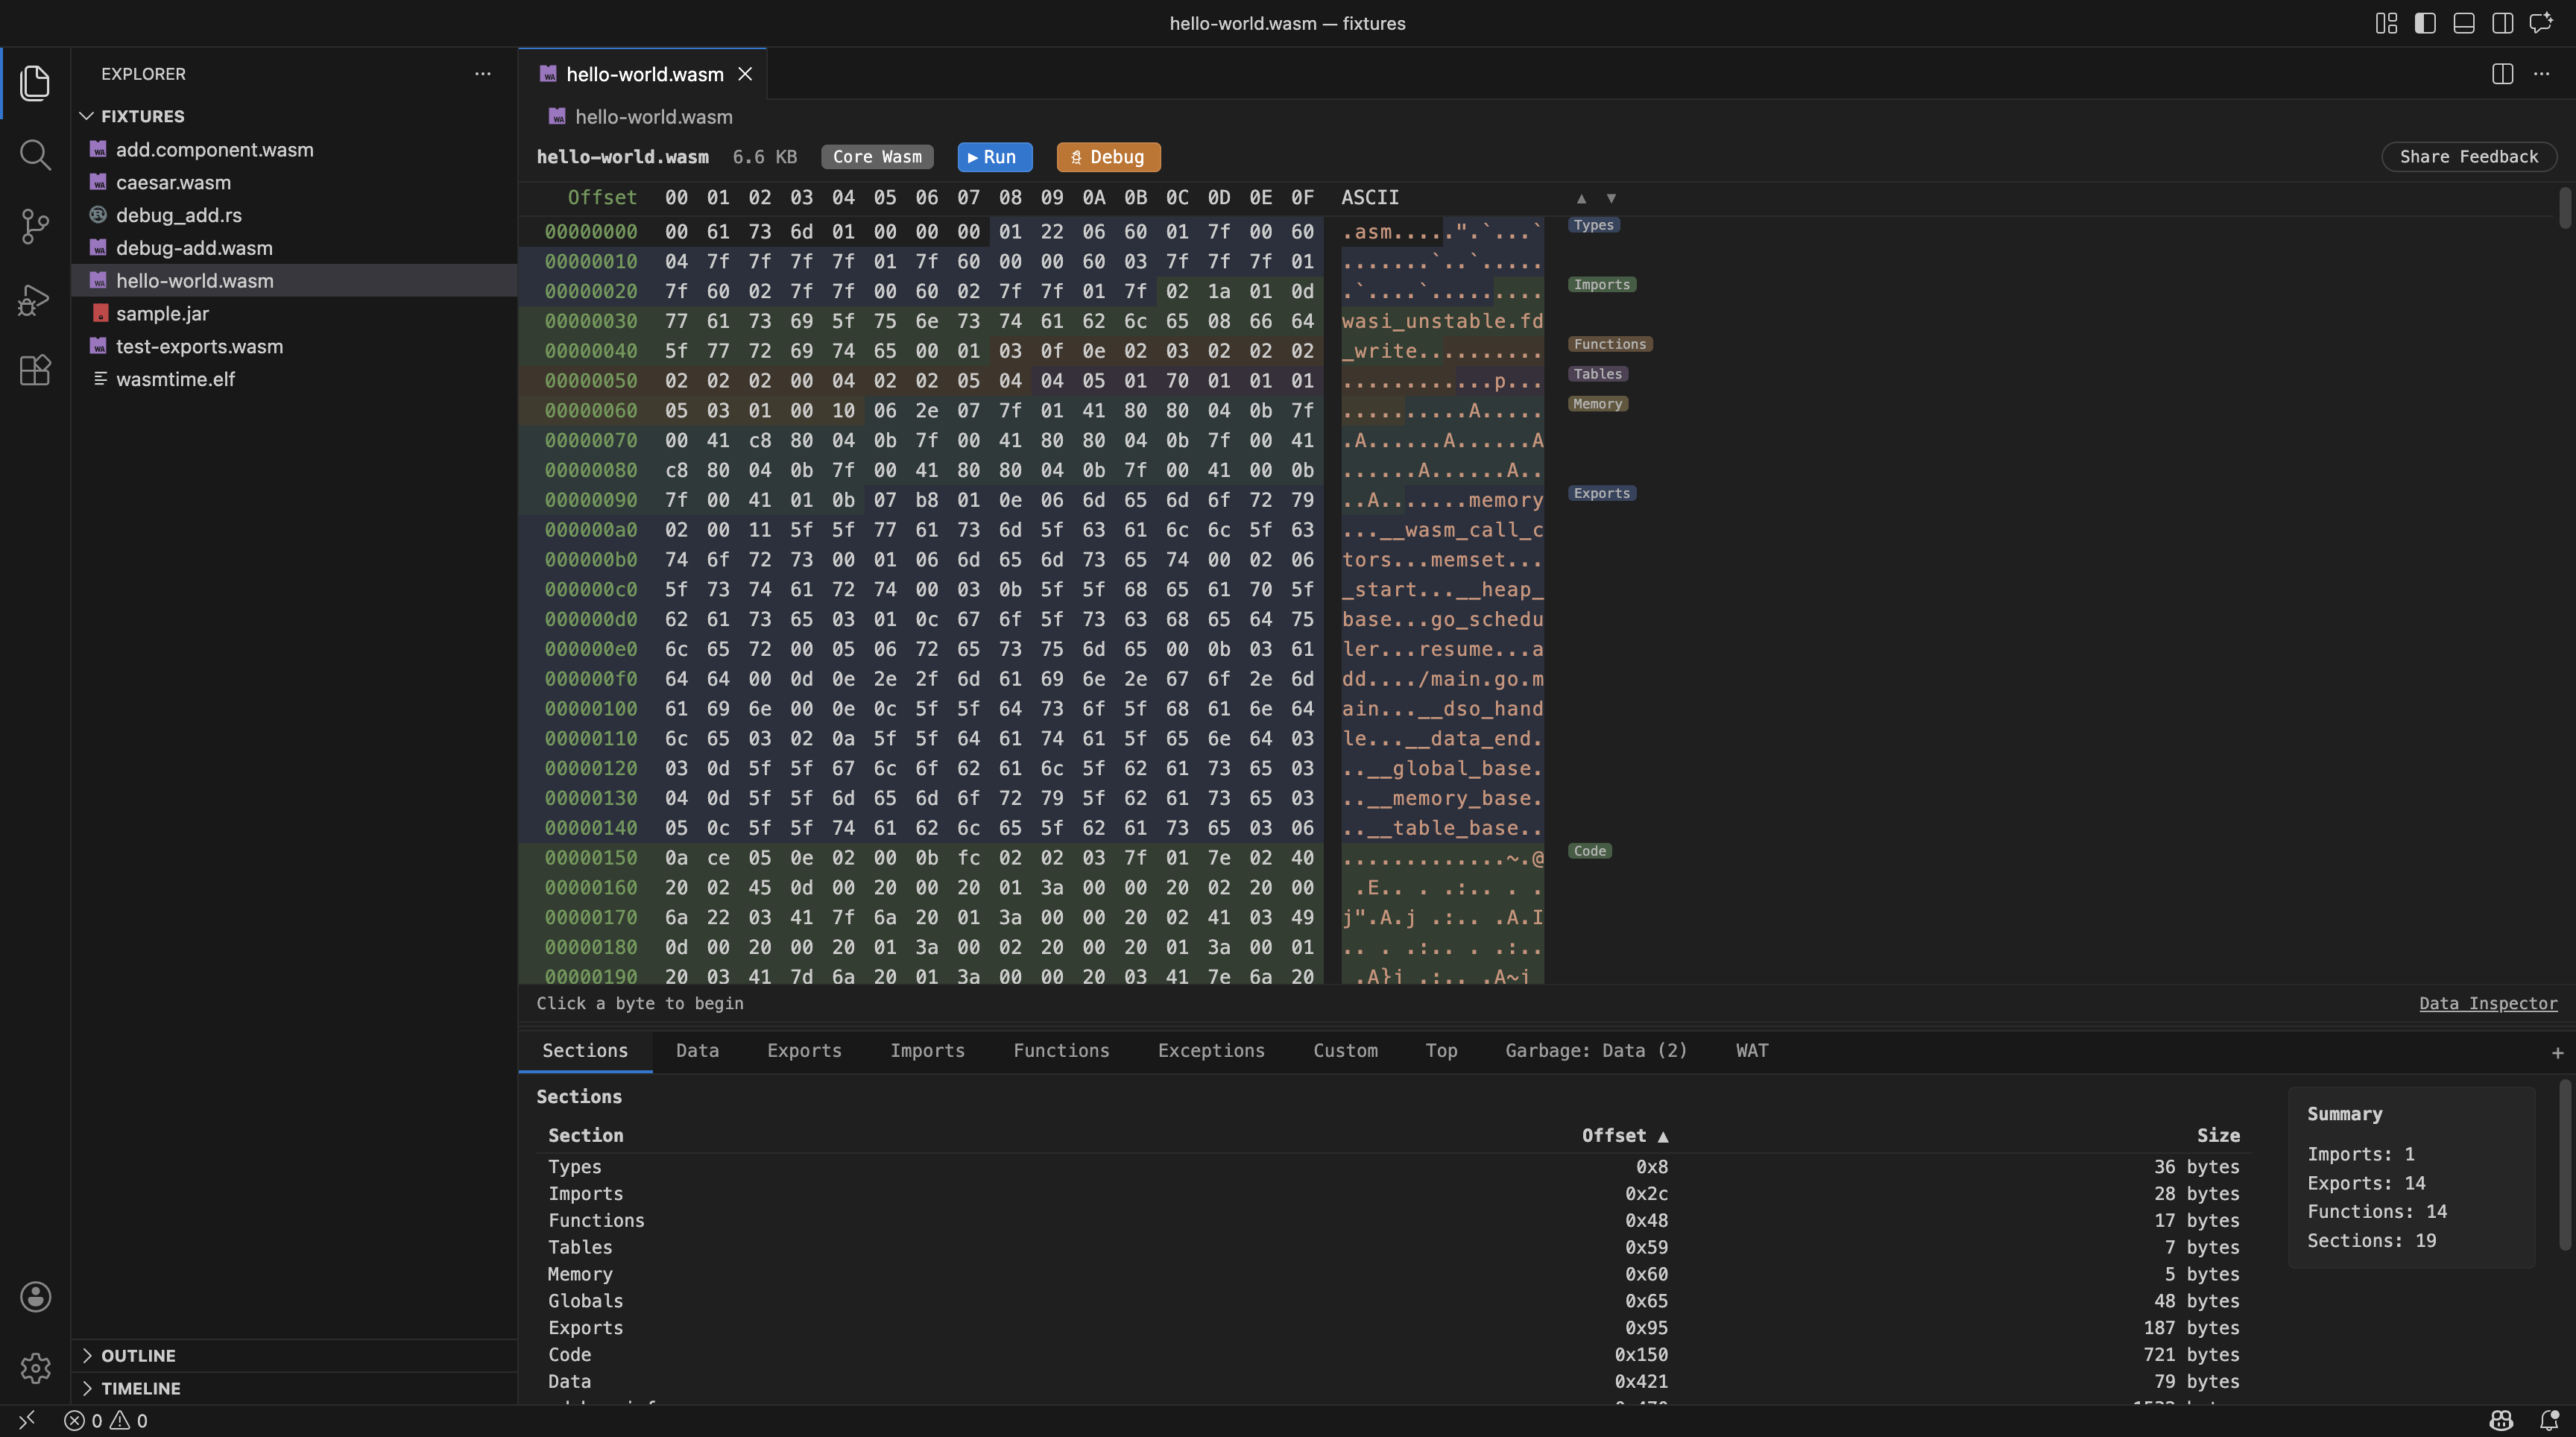 hello-world.wasm — fixtures
EXPLORER
FIXTURES
add.component.wasm
caesar.wasm
debug_add.rs
debug-add.wasm
hello-world.wasm
sample.jar
test-exports.wasm
wasmtime.elf
OUTLINE
TIMELINE
hello-world.wasm
hello-world.wasm
hello-world.wasm 6.6 KB Core Wasm Run Debug Share Feedback
Offset 00 01 02 03 04 05 06 07 08 09 0A 0B 0C 0D 0E 0F ASCII ▲ ▼
00000000 00 61 73 6d 01 00 00 00 01 22 06 60 01 7f 00 60 .asm.....".`...` Types
00000010 04 7f 7f 7f 7f 01 7f 60 00 00 60 03 7f 7f 7f 01 .......`..`.....
00000020 7f 60 02 7f 7f 00 60 02 7f 7f 01 7f 02 1a 01 0d .`....`......... Imports
00000030 77 61 73 69 5f 75 6e 73 74 61 62 6c 65 08 66 64 wasi_unstable.fd
00000040 5f 77 72 69 74 65 00 01 03 0f 0e 02 03 02 02 02 _write.......... Functions
00000050 02 02 02 00 04 02 02 05 04 04 05 01 70 01 01 01 ............p... Tables
00000060 05 03 01 00 10 06 2e 07 7f 01 41 80 80 04 0b 7f ..........A..... Memory
00000070 00 41 c8 80 04 0b 7f 00 41 80 80 04 0b 7f 00 41 .A......A......A
00000080 c8 80 04 0b 7f 00 41 80 80 04 0b 7f 00 41 00 0b ......A......A..
00000090 7f 00 41 01 0b 07 b8 01 0e 06 6d 65 6d 6f 72 79 ..A.......memory Exports
000000a0 02 00 11 5f 5f 77 61 73 6d 5f 63 61 6c 6c 5f 63 ...__wasm_call_c
000000b0 74 6f 72 73 00 01 06 6d 65 6d 73 65 74 00 02 06 tors...memset...
000000c0 5f 73 74 61 72 74 00 03 0b 5f 5f 68 65 61 70 5f _start...__heap_
000000d0 62 61 73 65 03 01 0c 67 6f 5f 73 63 68 65 64 75 base...go_schedu
000000e0 6c 65 72 00 05 06 72 65 73 75 6d 65 00 0b 03 61 ler...resume...a
000000f0 64 64 00 0d 0e 2e 2f 6d 61 69 6e 2e 67 6f 2e 6d dd..../main.go.m
00000100 61 69 6e 00 0e 0c 5f 5f 64 73 6f 5f 68 61 6e 64 ain...__dso_hand
00000110 6c 65 03 02 0a 5f 5f 64 61 74 61 5f 65 6e 64 03 le...__data_end.
00000120 03 0d 5f 5f 67 6c 6f 62 61 6c 5f 62 61 73 65 03 ..__global_base.
00000130 04 0d 5f 5f 6d 65 6d 6f 72 79 5f 62 61 73 65 03 ..__memory_base.
00000140 05 0c 5f 5f 74 61 62 6c 65 5f 62 61 73 65 03 06 ..__table_base..
00000150 0a ce 05 0e 02 00 0b fc 02 02 03 7f 01 7e 02 40 .............~.@ Code
00000160 20 02 45 0d 00 20 00 20 01 3a 00 00 20 02 20 00  .E.. . .:.. . .
00000170 6a 22 03 41 7f 6a 20 01 3a 00 00 20 02 41 03 49 j".A.j .:.. .A.I
00000180 0d 00 20 00 20 01 3a 00 02 20 00 20 01 3a 00 01 .. . .:.. . .:..
00000190 20 03 41 7d 6a 20 01 3a 00 00 20 03 41 7e 6a 20  .A}j .:.. .A~j
Click a byte to begin Data Inspector
Sections Data Exports Imports Functions Exceptions Custom Top Garbage: Data (2) WAT +
Sections
Section Offset ▲ Size
Types 0x8 36 bytes
Imports 0x2c 28 bytes
Functions 0x48 17 bytes
Tables 0x59 7 bytes
Memory 0x60 5 bytes
Globals 0x65 48 bytes
Exports 0x95 187 bytes
Code 0x150 721 bytes
Data 0x421 79 bytes
Summary
Imports: 1
Exports: 14
Functions: 14
Sections: 19
0 0